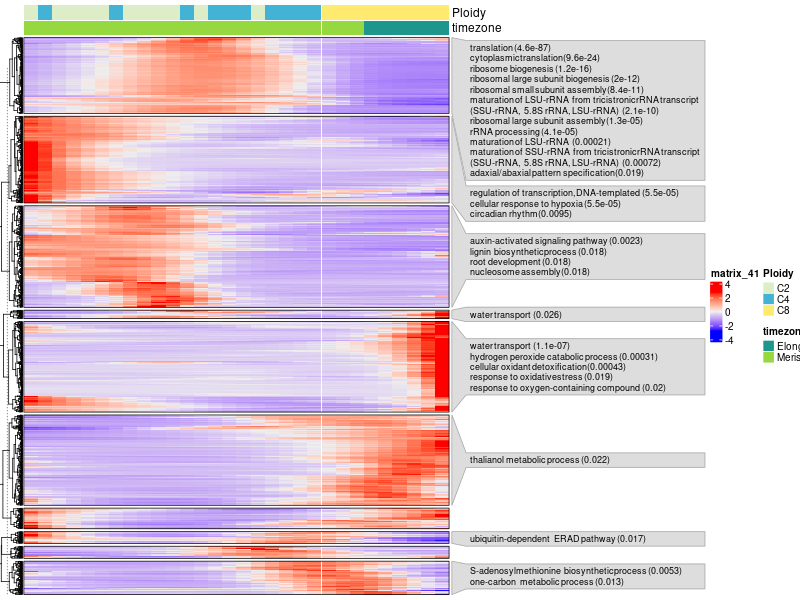 Ploidy
timezone
translation (4.6e-87)
cytoplasmic translation (9.6e-24)
ribosome biogenesis (1.2e-16)
ribosomal large subunit biogenesis (2e-12)
ribosomal small subunit assembly (8.4e-11)
maturation of LSU-rRNA from tricistronic rRNA transcript
(SSU-rRNA, 5.8S rRNA, LSU-rRNA) (2.1e-10)
ribosomal large subunit assembly (1.3e-05)
rRNA processing (4.1e-05)
maturation of LSU-rRNA (0.00021)
maturation of SSU-rRNA from tricistronic rRNA transcript
(SSU-rRNA, 5.8S rRNA, LSU-rRNA) (0.00072)
adaxial/abaxial pattern specification (0.019)
regulation of transcription, DNA-templated (5.5e-05)
cellular response to hypoxia (5.5e-05)
circadian rhythm (0.0095)
auxin-activated signaling pathway (0.0023)
lignin biosynthetic process (0.018)
root development (0.018)
nucleosome assembly (0.018)
water transport (0.026)
water transport (1.1e-07)
hydrogen peroxide catabolic process (0.00031)
cellular oxidant detoxification (0.00043)
response to oxidative stress (0.019)
response to oxygen-containing compound (0.02)
thalianol metabolic process (0.022)
ubiquitin-dependent ERAD pathway (0.017)
S-adenosylmethionine biosynthetic process (0.0053)
one-carbon metabolic process (0.013)
matrix_41
4
2
0
-2
-4
Ploidy
C2
C4
C8
timezon
Elong
Meris